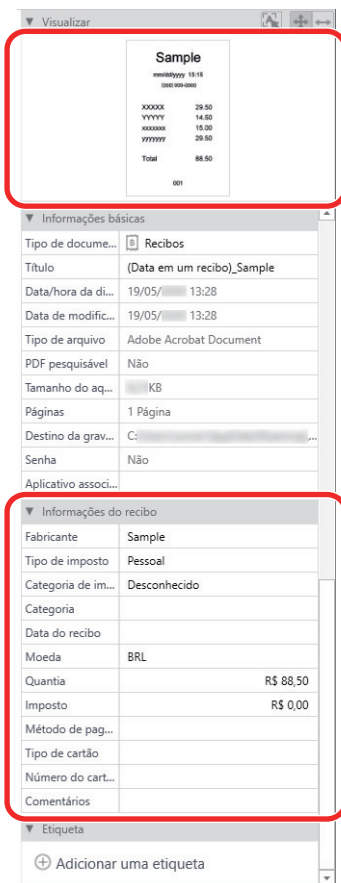 Visualizar
Sample
mm/dd/yyyy 15:15
(000) 000-0000
XXXXX 29.50
YYYYY 14.50
xxxxxxx 15.00
yyyyyyy 29.50
Total 88.50
001
Informações básicas
Tipo de docume... Recibos
Título (Data em um recibo)_Sample
Data/hora da di... 19/05/ 13:28
Data de modific... 19/05/ 13:28
Tipo de arquivo Adobe Acrobat Document
PDF pesquisável Não
Tamanho do aq... KB
Páginas 1 Página
Destino da grav... C: ...
Senha Não
Aplicativo associ...
Informações do recibo
Fabricante Sample
Tipo de imposto Pessoal
Categoria de im... Desconhecido
Categoria
Data do recibo
Moeda BRL
Quantia R$ 88,50
Imposto R$ 0,00
Método de pag...
Tipo de cartão
Número do cart...
Comentários
Etiqueta
Adicionar uma etiqueta